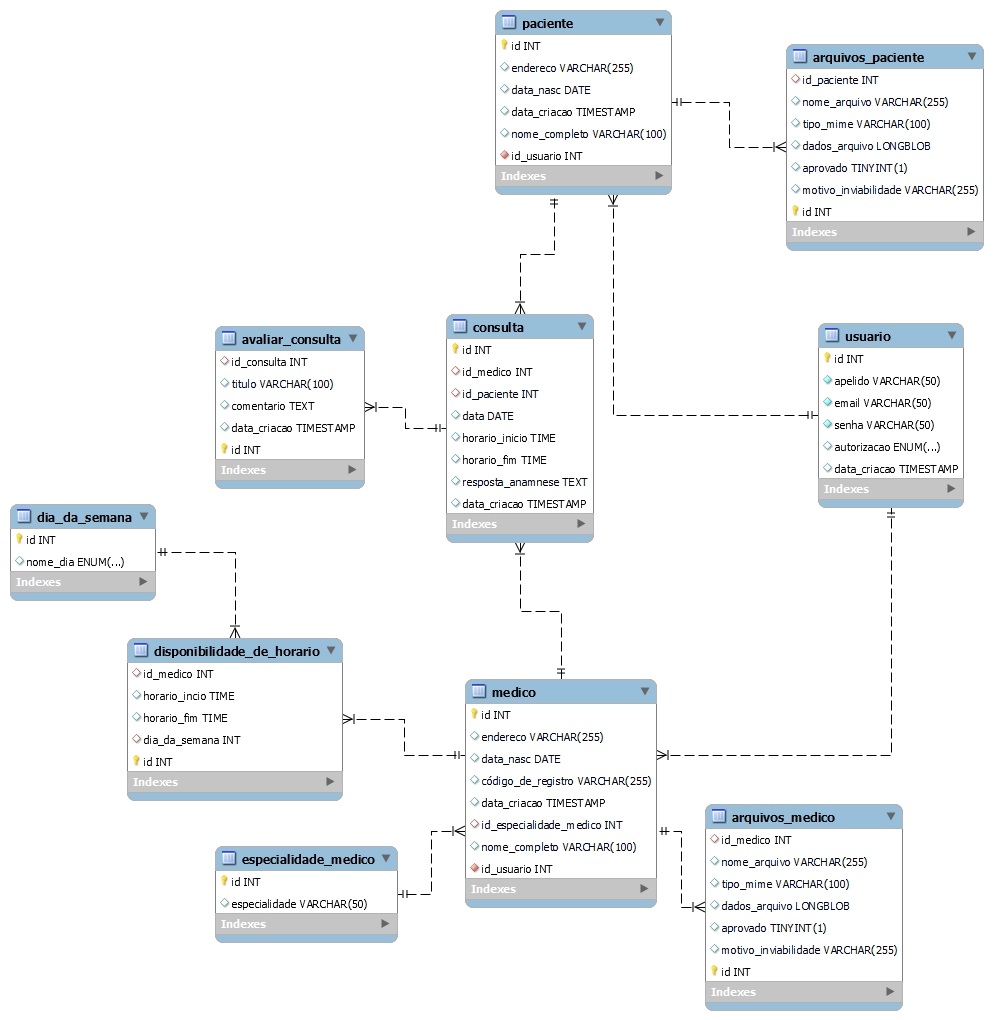 paciente
id INT
endereco VARCHAR(255)
data_nasc DATE
data_criacao TIMESTAMP
nome_completo VARCHAR(100)
id_usuario INT
Indexes
arquivos_paciente
id_paciente INT
nome_arquivo VARCHAR(255)
tipo_mime VARCHAR(100)
dados_arquivo LONGBLOB
aprovado TINYINT(1)
motivo_inviabilidade VARCHAR(255)
id INT
Indexes
avaliar_consulta
id_consulta INT
titulo VARCHAR(100)
comentario TEXT
data_criacao TIMESTAMP
id INT
Indexes
consulta
id INT
id_medico INT
id_paciente INT
data DATE
horario_inicio TIME
horario_fim TIME
resposta_anamnese TEXT
data_criacao TIMESTAMP
Indexes
usuario
id INT
apelido VARCHAR(50)
email VARCHAR(50)
senha VARCHAR(50)
autorizacao ENUM(...)
data_criacao TIMESTAMP
Indexes
dia_da_semana
id INT
nome_dia ENUM(...)
Indexes
disponibilidade_de_horario
id_medico INT
horario_incio TIME
horario_fim TIME
dia_da_semana INT
id INT
Indexes
medico
id INT
endereco VARCHAR(255)
data_nasc DATE
código_de_registro VARCHAR(255)
data_criacao TIMESTAMP
id_especialidade_medico INT
nome_completo VARCHAR(100)
id_usuario INT
Indexes
especialidade_medico
id INT
especialidade VARCHAR(50)
Indexes
arquivos_medico
id_medico INT
nome_arquivo VARCHAR(255)
tipo_mime VARCHAR(100)
dados_arquivo LONGBLOB
aprovado TINYINT(1)
motivo_inviabilidade VARCHAR(255)
id INT
Indexes